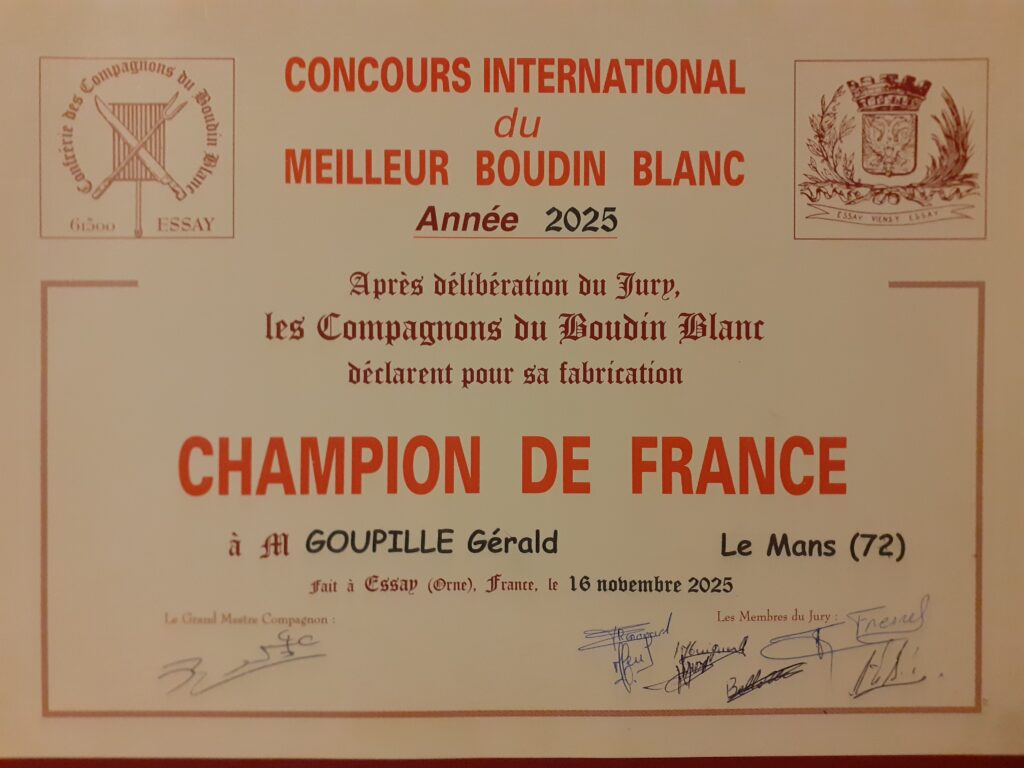 Confrérie des Compagnons du Boudin Blanc
61500 ESSAY
CONCOURS INTERNATIONAL
du
MEILLEUR BOUDIN BLANC
Année 2025
ESSAY ESSAY
Après délibération du Jury,
les Compagnons du Boudin Blanc
déclarent pour sa fabrication
CHAMPION DE FRANCE
à M GOUPILLE Gérald Le Mans (72)
Fait à Essay (Orne), France, le 16 novembre 2025
Le Grand Maistre Compagnon :
Les Membres du Jury :
Fresnel